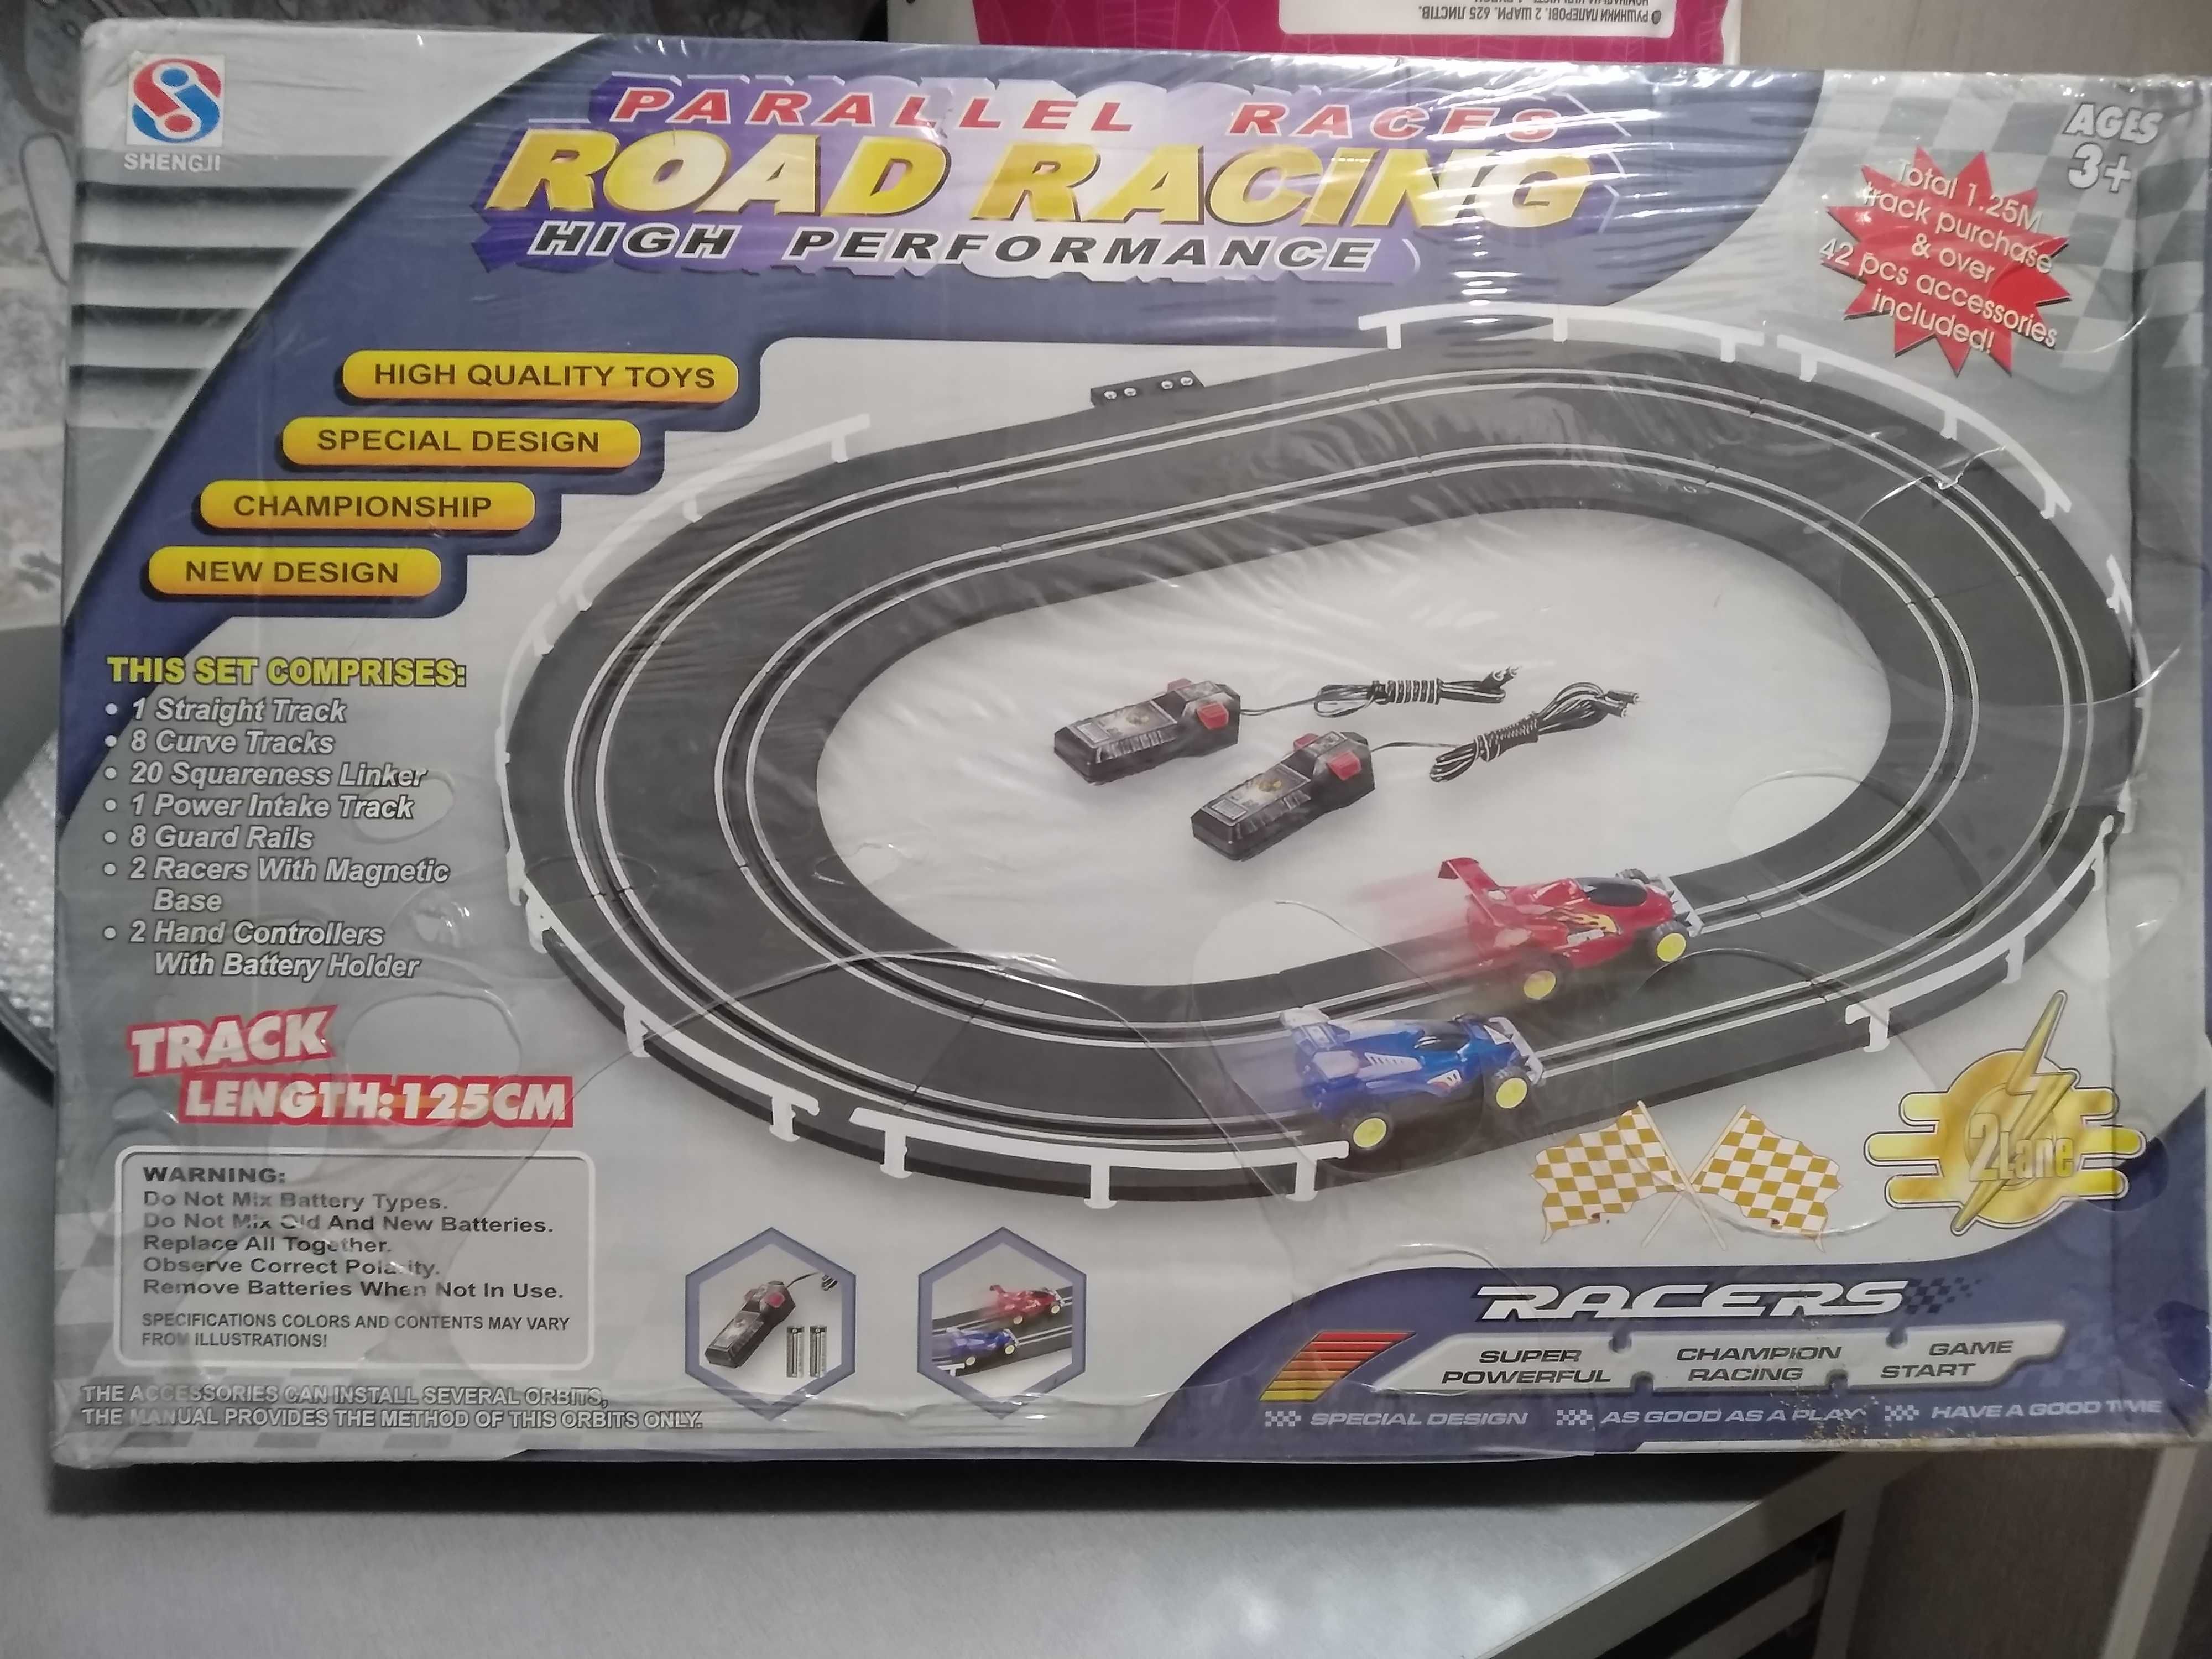 РУШНИКИ ПАПЕРОВІ. 2 ШАРИ. 625 ЛИСТІВ.
SHENGJI
PARALLEL RACES
ROAD RACING
HIGH PERFORMANCE
AGES
3+
Total 1.25M
track purchase
& over
42 pcs accessories
included!
HIGH QUALITY TOYS
SPECIAL DESIGN
CHAMPIONSHIP
NEW DESIGN
THIS SET COMPRISES:
• 1 Straight Track
• 8 Curve Tracks
• 20 Squareness Linker
• 1 Power Intake Track
• 8 Guard Rails
• 2 Racers With Magnetic
Base
• 2 Hand Controllers
With Battery Holder
TRACK
LENGTH:125CM
WARNING:
Do Not Mix Battery Types.
Do Not Mix Old And New Batteries.
Replace All Together.
Observe Correct Polarity.
Remove Batteries When Not In Use.
SPECIFICATIONS COLORS AND CONTENTS MAY VARY
FROM ILLUSTRATIONS!
THE ACCESSORIES CAN INSTALL SEVERAL ORBITS,
THE MANUAL PROVIDES THE METHOD OF THIS ORBITS ONLY.
2Lane
RACERS
SUPER
POWERFUL
CHAMPION
RACING
GAME
START
SPECIAL DESIGN AS GOOD AS A PLAY HAVE A GOOD TIME